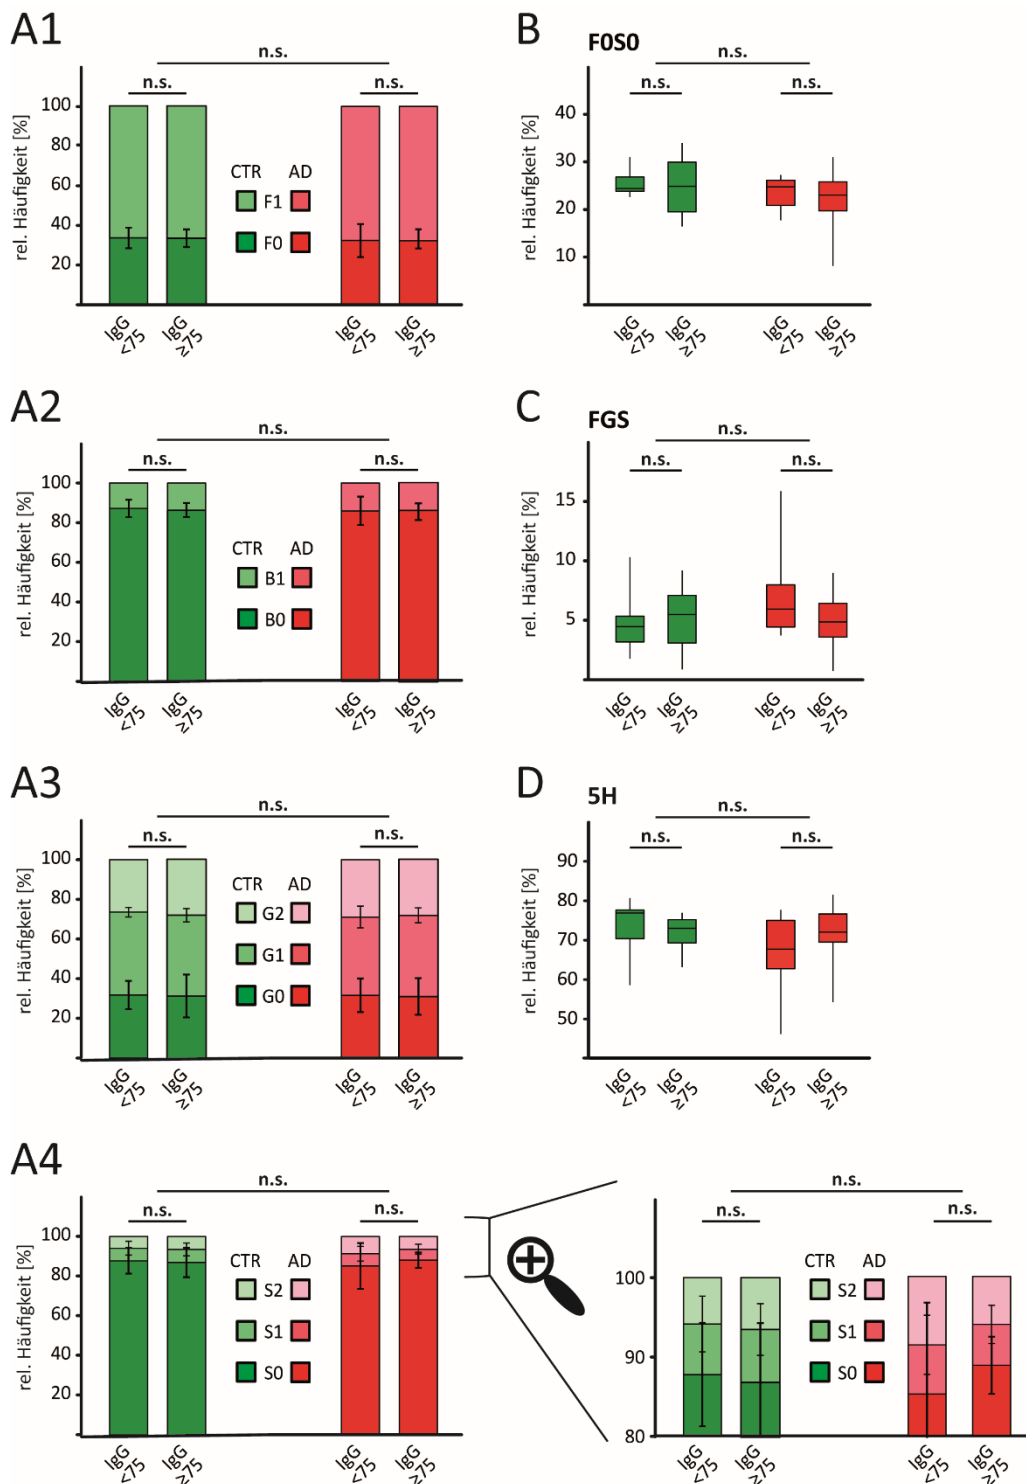 A1
n.s.
n.s.
n.s.
rel. Häufigkeit [%]
100
80
60
40
20
CTR AD
F1
F0
IgG <75
IgG ≥75
IgG <75
IgG ≥75
B
F0S0
n.s.
n.s.
n.s.
rel. Häufigkeit [%]
40
30
20
10
IgG <75
IgG ≥75
IgG <75
IgG ≥75
A2
n.s.
n.s.
n.s.
rel. Häufigkeit [%]
100
80
60
40
20
CTR AD
B1
B0
IgG <75
IgG ≥75
IgG <75
IgG ≥75
C
FGS
n.s.
n.s.
n.s.
rel. Häufigkeit [%]
15
10
5
IgG <75
IgG ≥75
IgG <75
IgG ≥75
A3
n.s.
n.s.
n.s.
rel. Häufigkeit [%]
100
80
60
40
20
CTR AD
G2
G1
G0
IgG <75
IgG ≥75
IgG <75
IgG ≥75
D
5H
n.s.
n.s.
n.s.
rel. Häufigkeit [%]
90
80
70
60
50
IgG <75
IgG ≥75
IgG <75
IgG ≥75
A4
n.s.
n.s.
n.s.
rel. Häufigkeit [%]
100
80
60
40
20
CTR AD
S2
S1
S0
IgG <75
IgG ≥75
IgG <75
IgG ≥75
n.s.
n.s.
n.s.
100
90
80
CTR AD
S2
S1
S0
IgG <75
IgG ≥75
IgG <75
IgG ≥75